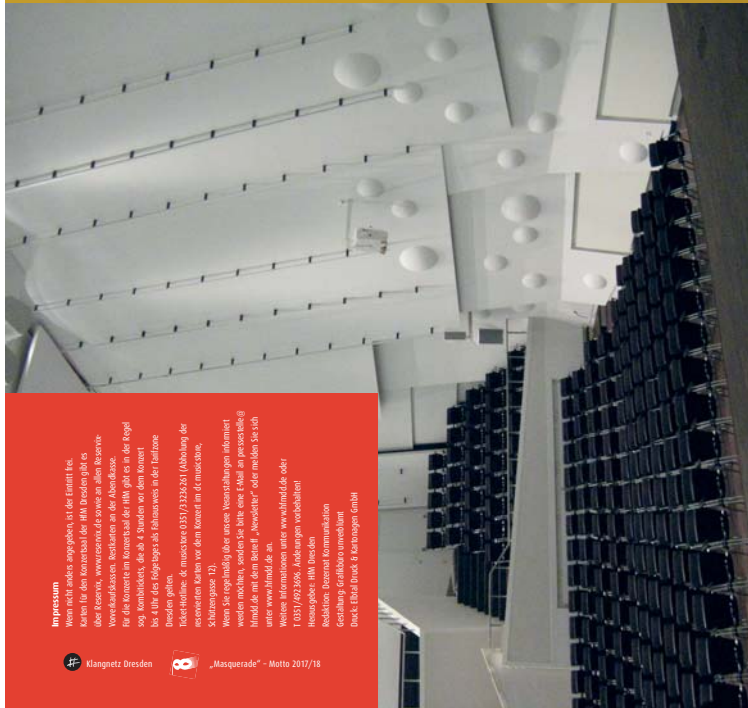 Impressum
Wenn nicht anders angegeben, ist der Eintritt frei.
Karten für den Konzertsaal der HfM Dresden gibt es
über Reservix, www.reservix.de sowie an allen Reservix-
Vorverkaufskassen. Restkarten an der Abendkasse.
Für die Konzerte im Konzertsaal der HfM gibt es in der Regel
sog. Kombitickets, die ab 4 Stunden vor dem Konzert
bis 4 Uhr des Folgetages als Fahrausweis in der Tarifzone
Dresden gelten.
Ticket-Hotline: dc musicstore 0351/33236261 (Abholung der
reservierten Karten vor dem Konzert im dc musicstore,
Schützengasse 12).
Wenn Sie regelmäßig über unsere Veranstaltungen informiert
werden möchten, senden Sie bitte eine E-Mail an pressestelle@
hfmdd.de mit dem Betreff „Newsletter“ oder melden Sie sich
unter www.hfmdd.de an.
Weitere Informationen unter www.hfmdd.de oder
T 0351/4923696. Änderungen vorbehalten!
Herausgeber: HfM Dresden
Redaktion: Dezernat Kommunikation
Gestaltung: Grafikbüro unverblümt
Druck: Elbtal Druck & Kartonagen GmbH
Klangnetz Dresden
„Masquerade“ – Motto 2017/18